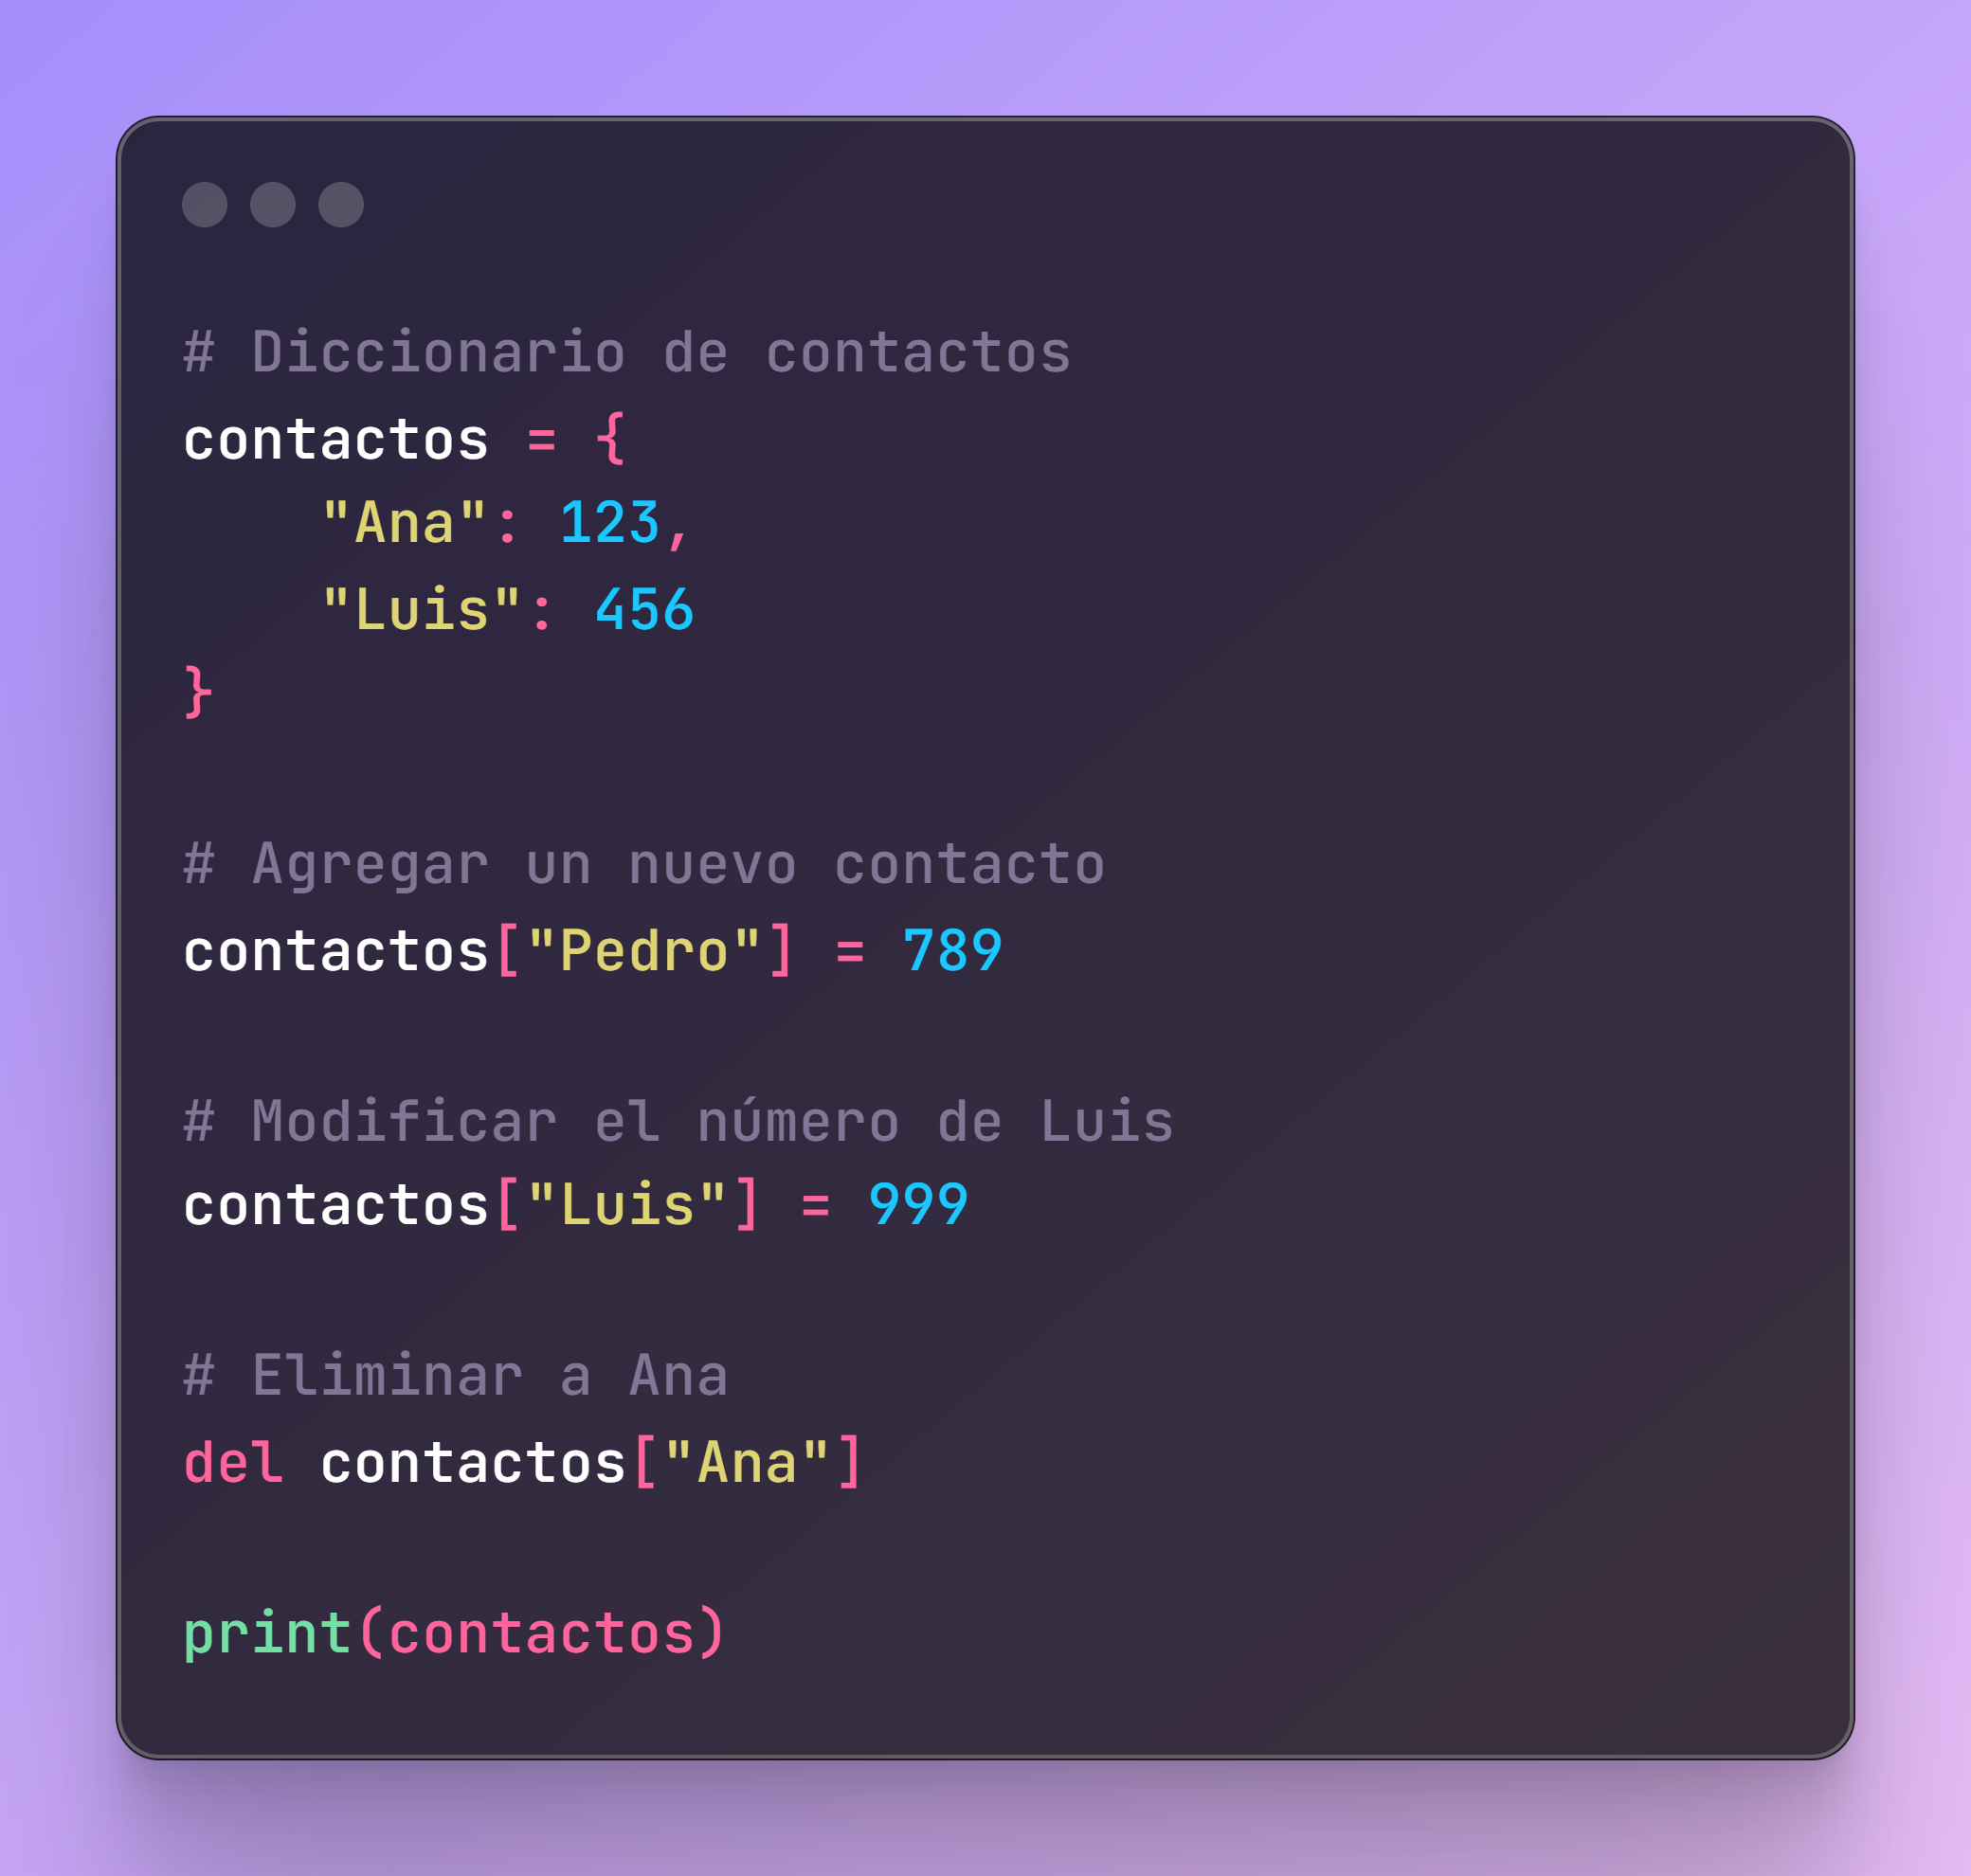 # Diccionario de contactos
contactos = {
    "Ana": 123,
    "Luis": 456
}

# Agregar un nuevo contacto
contactos["Pedro"] = 789

# Modificar el número de Luis
contactos["Luis"] = 999

# Eliminar a Ana
del contactos["Ana"]

print(contactos)